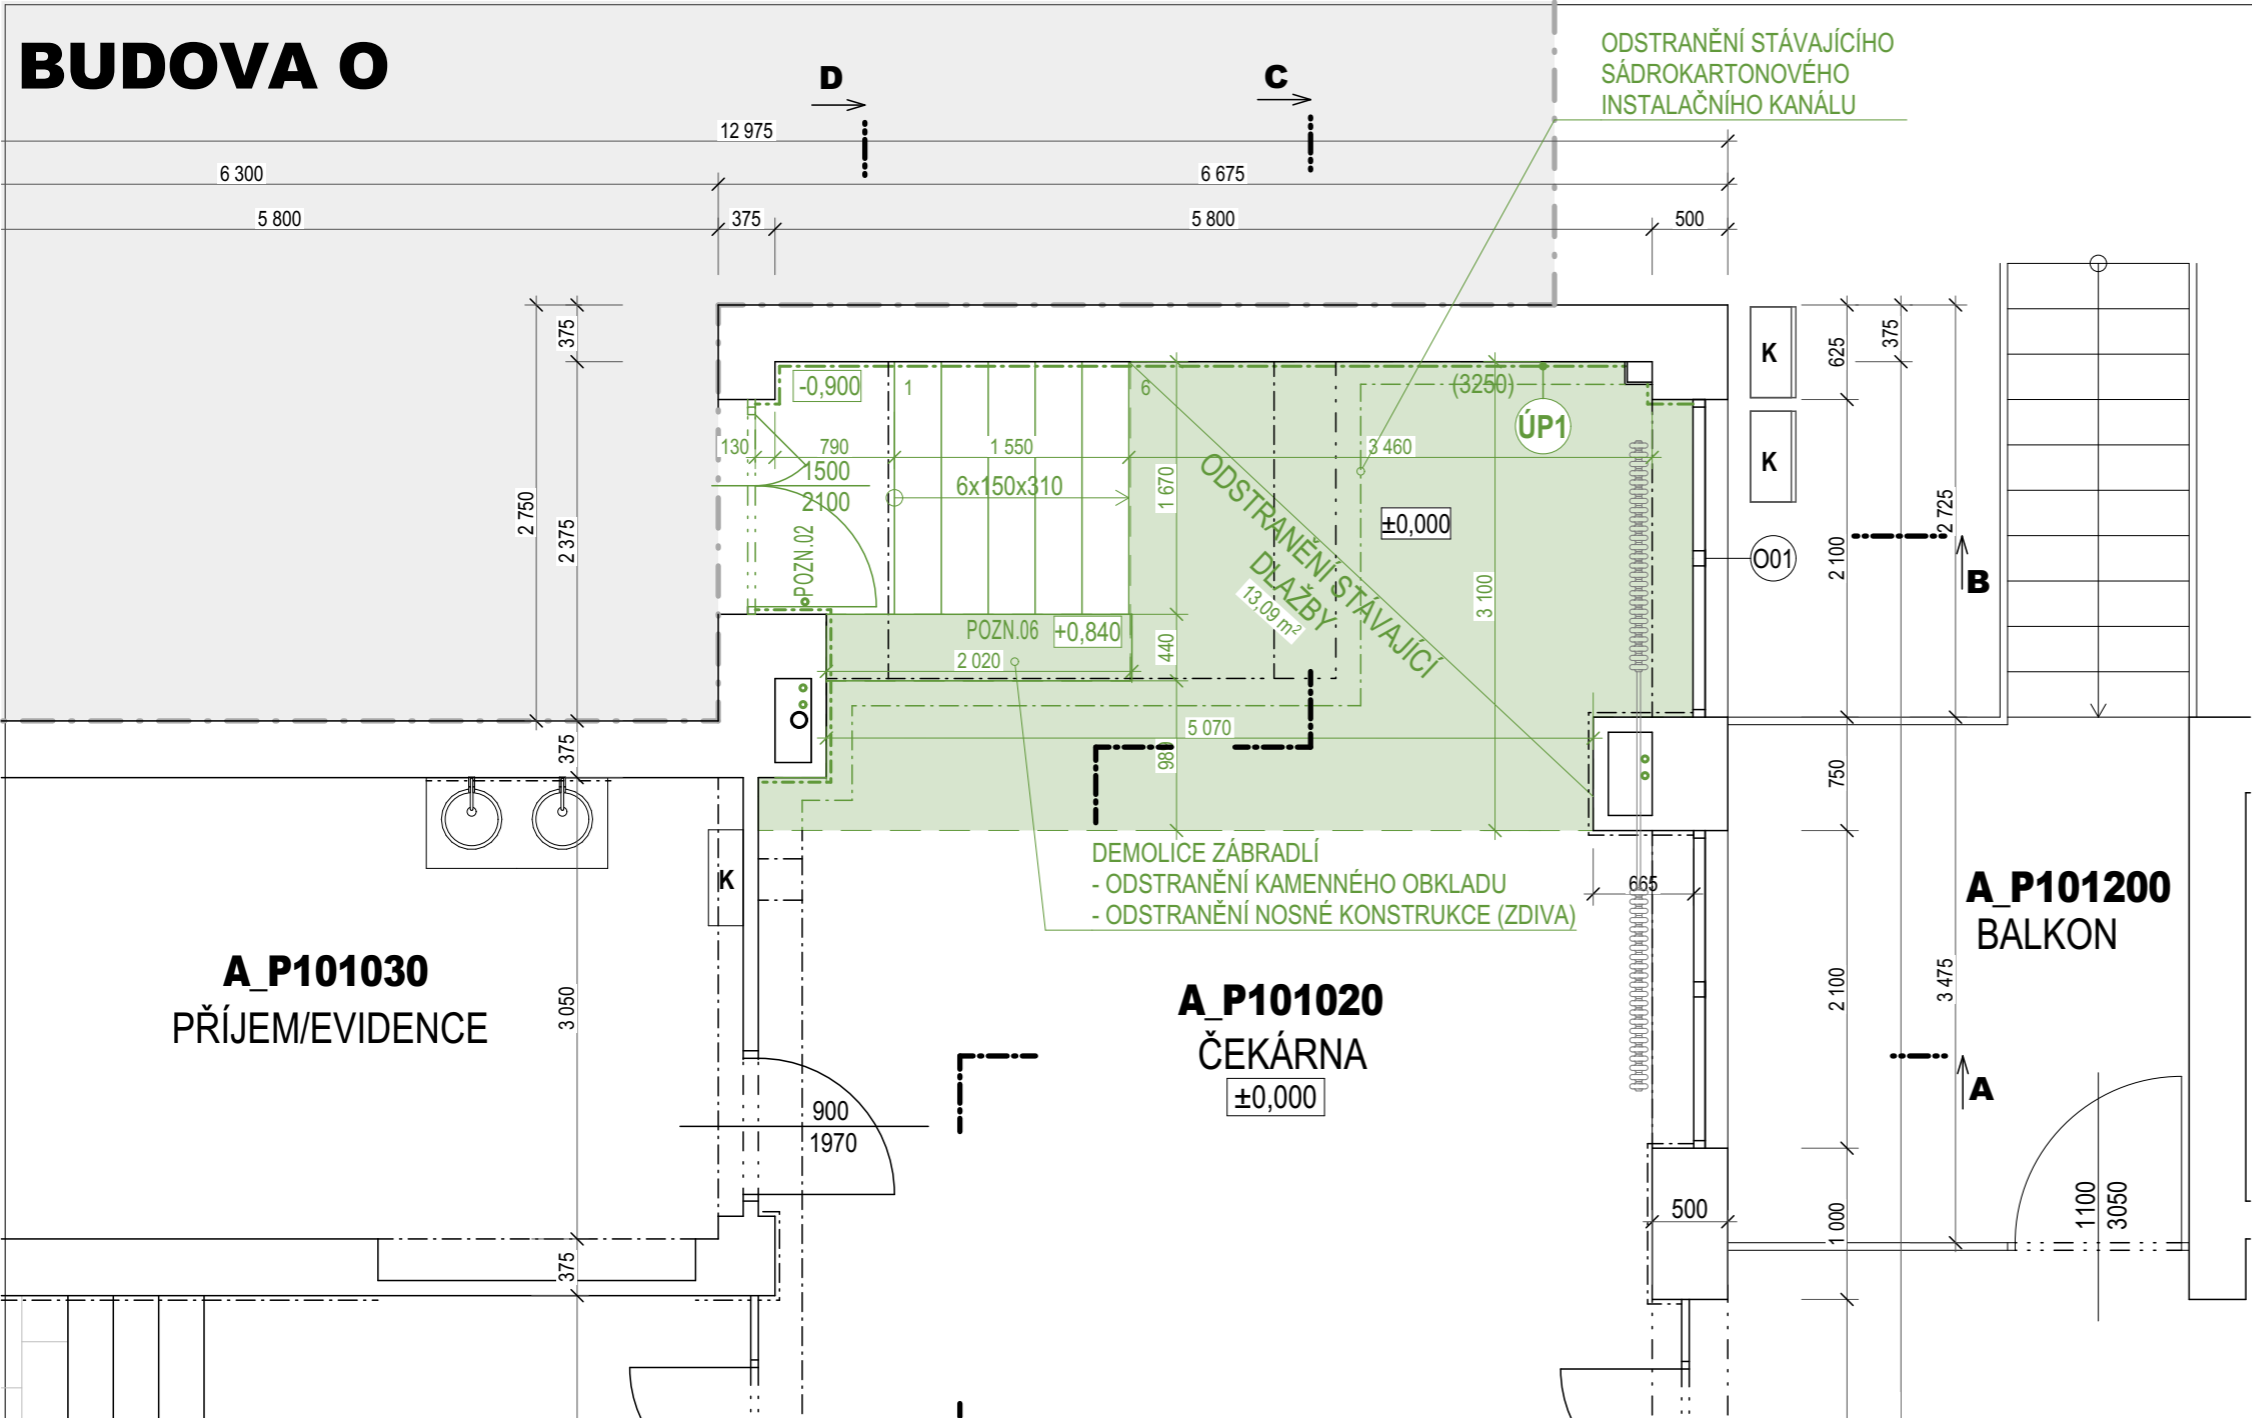 BUDOVA O
D
C
ODSTRANĚNÍ STÁVAJÍCÍHO
SÁDROKARTONOVÉHO
INSTALAČNÍHO KANÁLU
12 975
6 300
6 675
5 800
375
5 800
500
375
2 750
2 375
375
3 050
375
-0,900
1
6
(3250)
ÚP1
130
790
1 550
3 460
1500
2100
6x150x310
1 670
POZN.02
ODSTRANĚNÍ STÁVAJÍCÍ
DLAŽBY
13,09 m²
±0,000
3 100
POZN.06
+0,840
2 020
440
5 070
980
K
K
O01
625
375
2 100
2 725
B
750
DEMOLICE ZÁBRADLÍ
- ODSTRANĚNÍ KAMENNÉHO OBKLADU
- ODSTRANĚNÍ NOSNÉ KONSTRUKCE (ZDIVA)
665
K
A_P101030
PŘÍJEM/EVIDENCE
A_P101020
ČEKÁRNA
±0,000
A_P101200
BALKON
2 100
3 475
A
900
1970
500
1 000
1100
3050